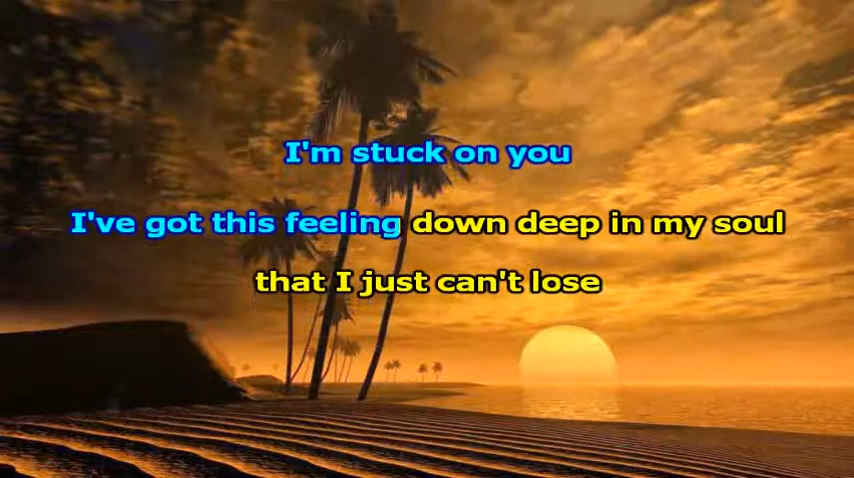 I'm stuck on you
I've got this feeling down deep in my soul
that I just can't lose